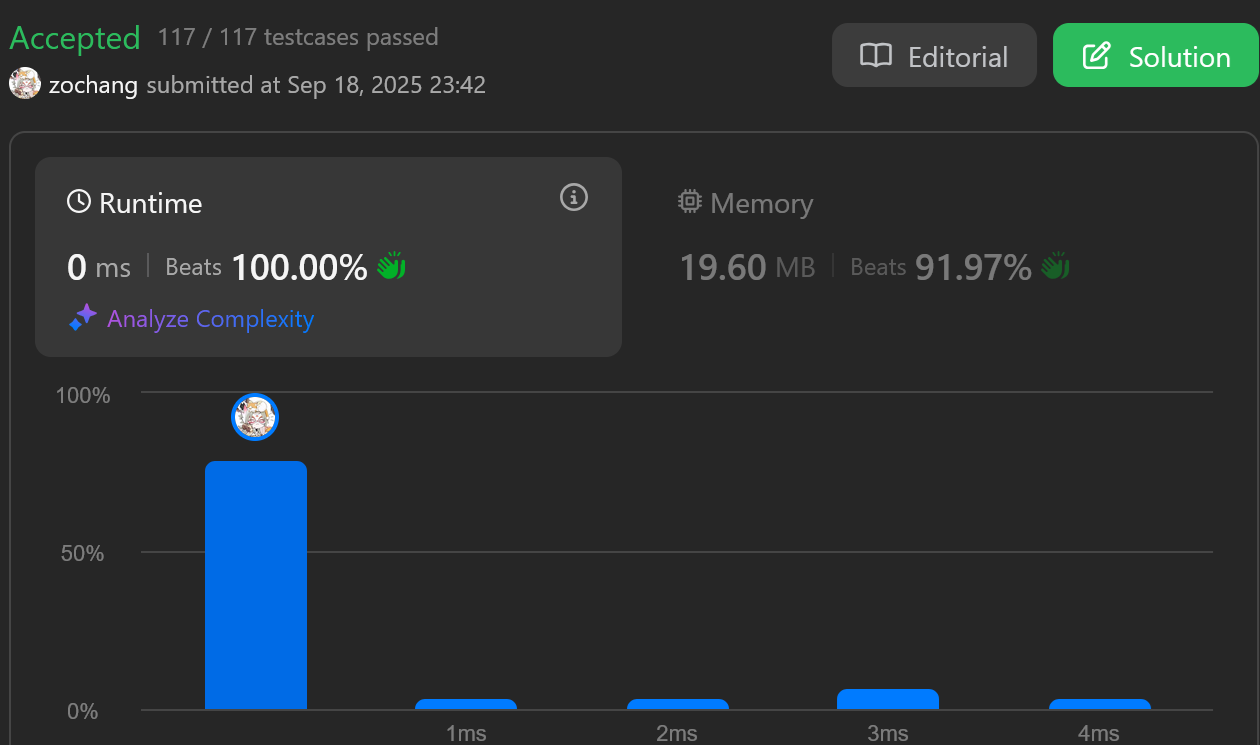 Accepted 117 / 117 testcases passed
Editorial
Solution
zochang submitted at Sep 18, 2025 23:42
Runtime
0 ms | Beats 100.00%
Analyze Complexity
Memory
19.60 MB | Beats 91.97%
100%
50%
0%
1ms 2ms 3ms 4ms